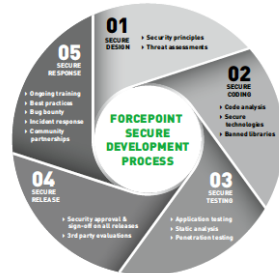 01
SECURE
DESIGN
Security principles
Threat assessments
02
SECURE
CODING
Code analysis
Secure
technologies
Banned libraries
03
SECURE
TESTING
Application testing
Static analysis
Penetration testing
04
SECURE
RELEASE
Security approval &
sign-off on all releases
3rd party evaluations
05
SECURE
RESPONSE
Ongoing training
Best practices
Bug bounty
Incident response
Community
partnerships
FORCEPOINT
SECURE
DEVELOPMENT
PROCESS